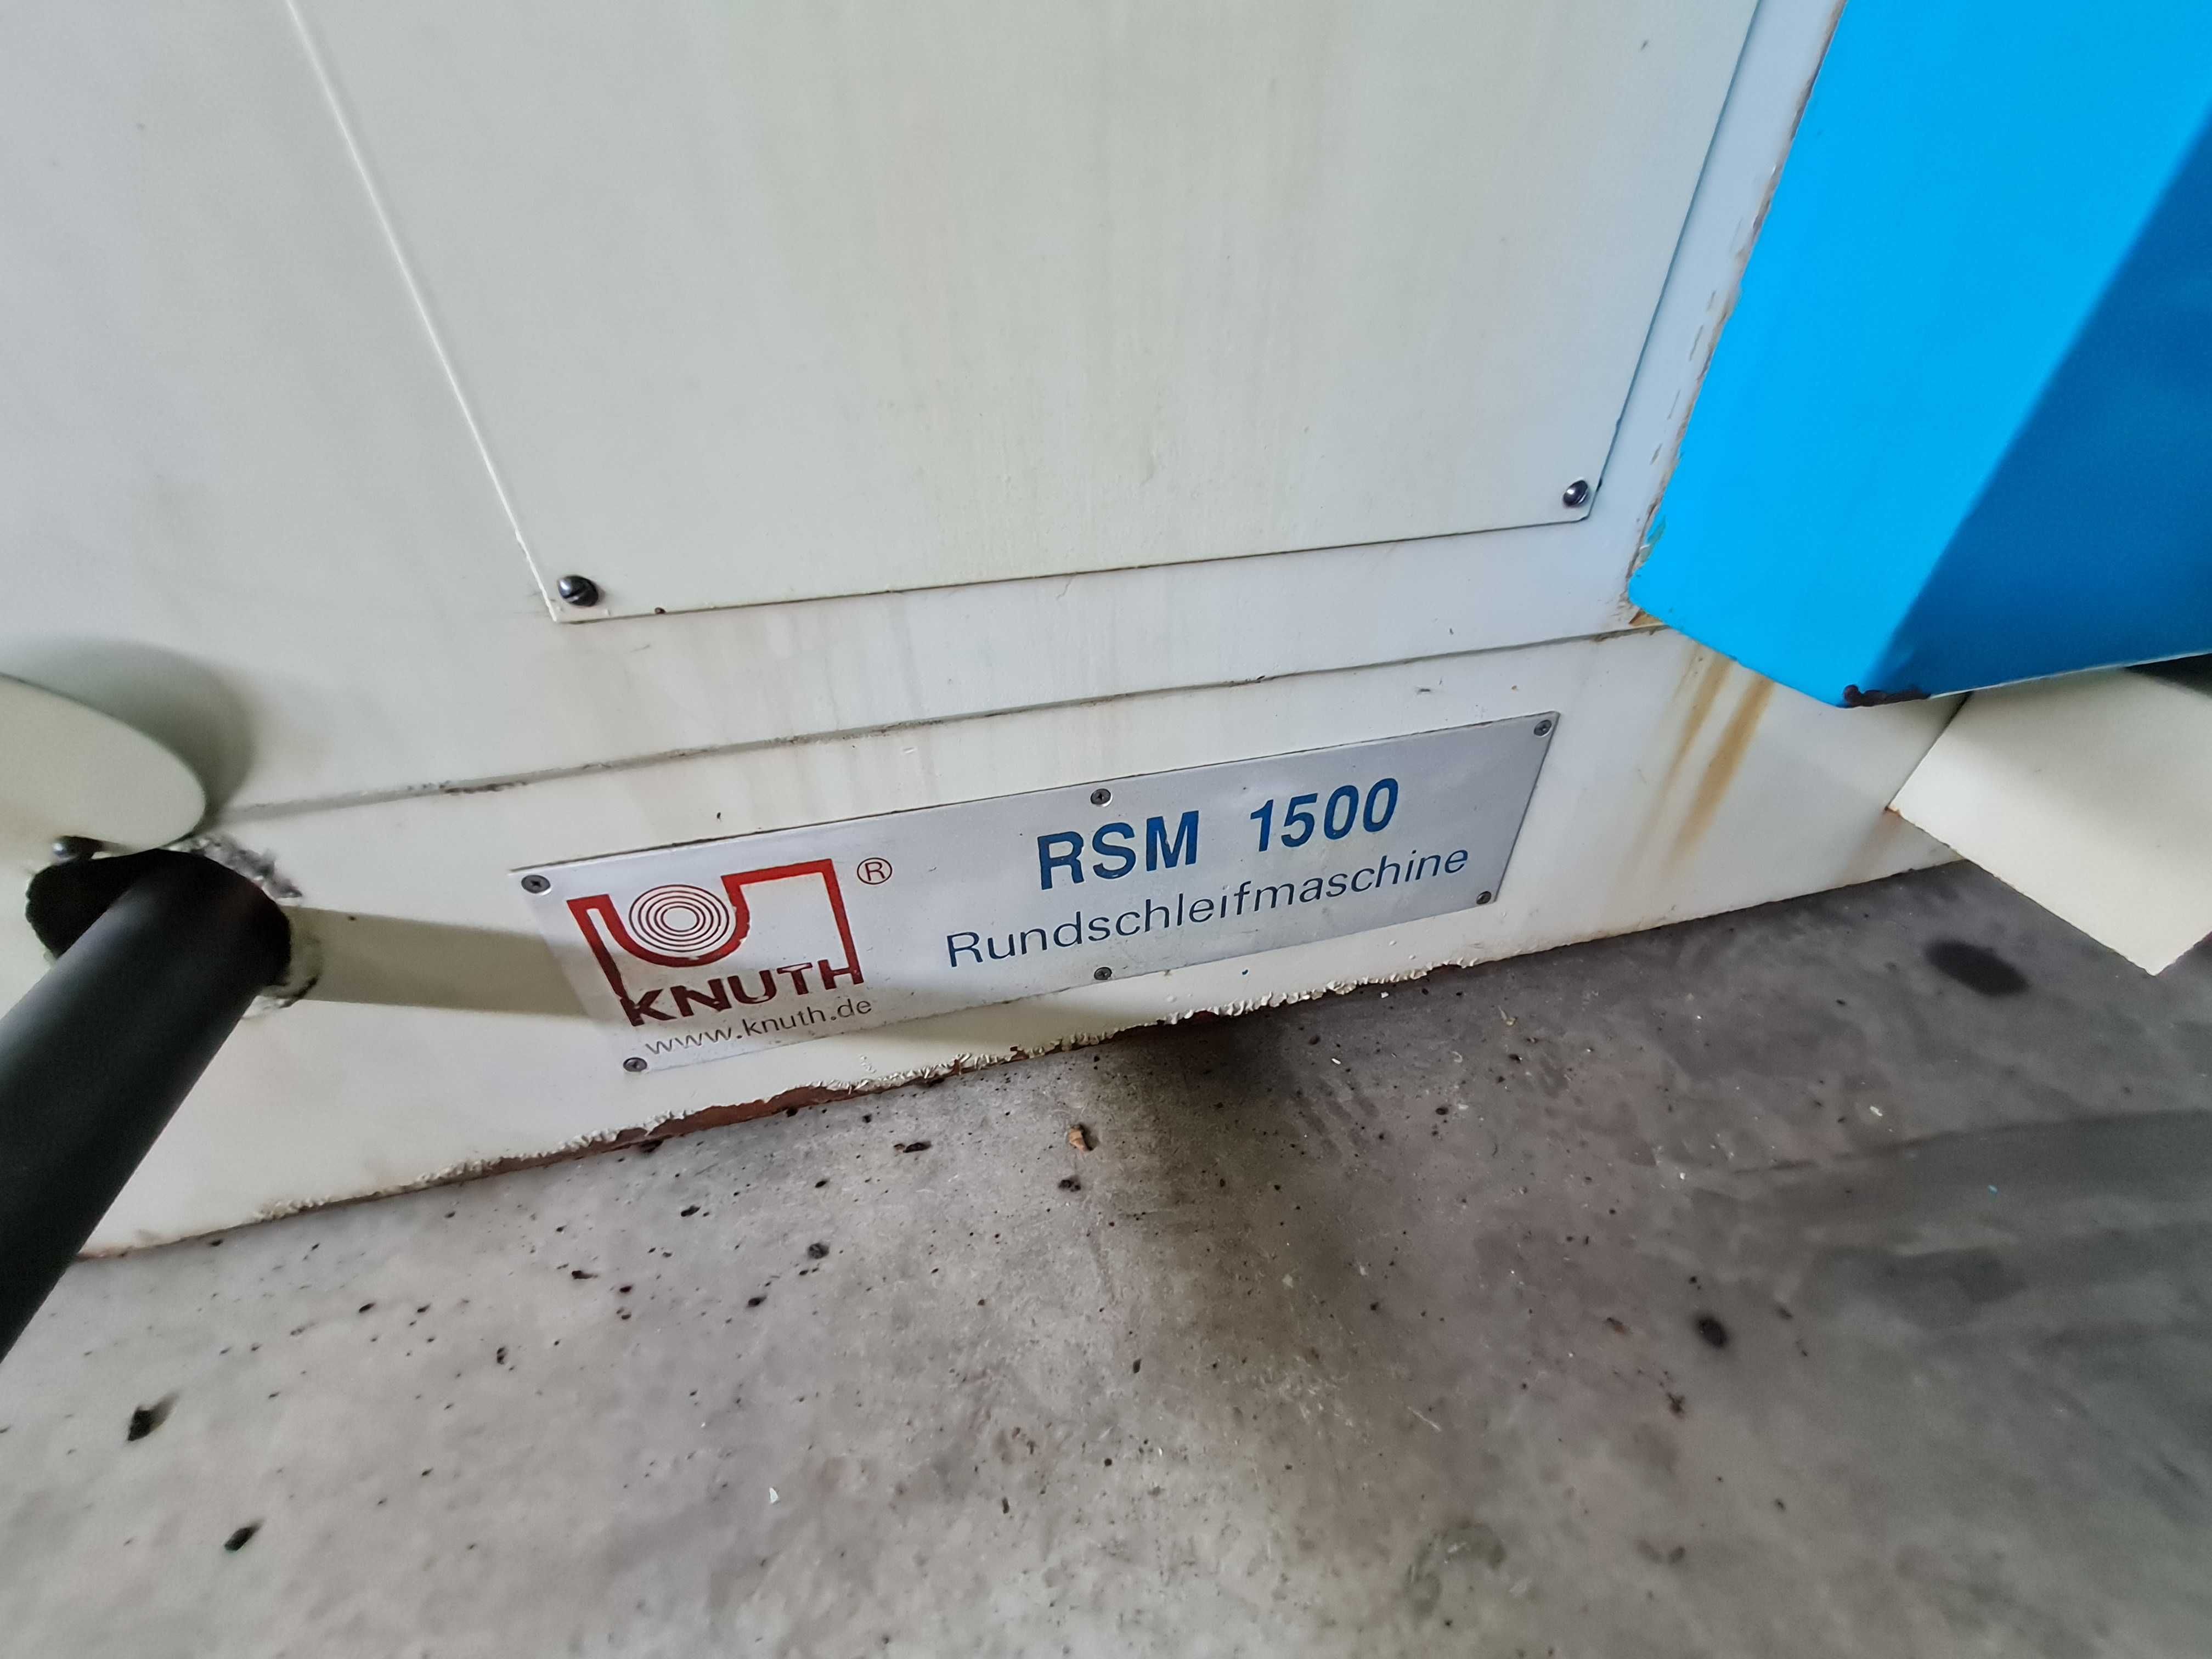 KNUTH ®
www.knuth.de
RSM 1500
Rundschleifmaschine